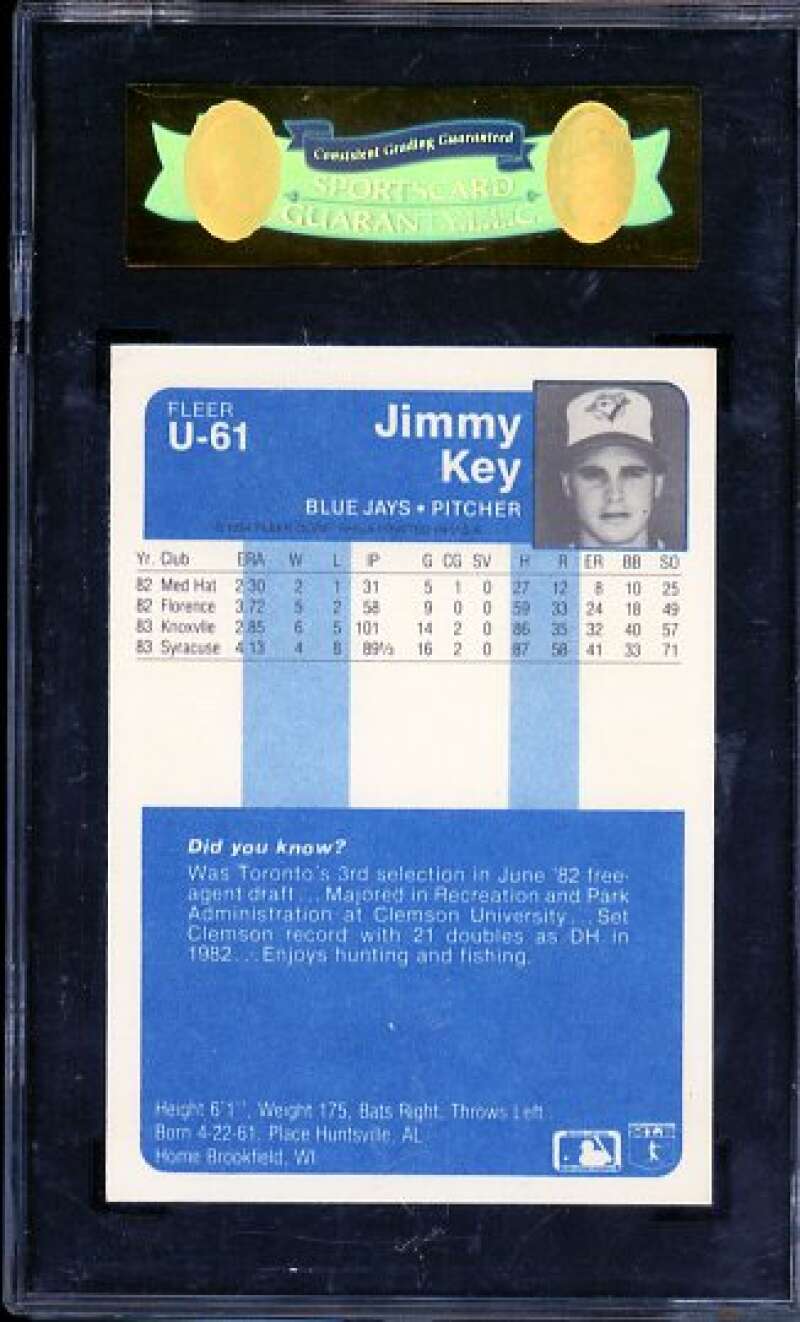 Consistent Grading Guaranteed
SPORTSCARD
GUARANTY L.L.C.
FLEER
U-61
Jimmy
Key
BLUE JAYS • PITCHER
Yr. Club ERA W L IP G CG SV H R ER BB SO
82 Med Hat 2.30 2 1 31 5 1 0 27 12 8 10 25
82 Florence 3.72 5 2 58 9 0 0 59 33 24 18 49
83 Knoxvlle 2.85 6 5 101 14 2 0 86 35 32 40 57
83 Syracuse 4.13 4 8 89⅓ 16 2 0 87 58 41 33 71
Did you know?
Was Toronto's 3rd selection in June '82 free-
agent draft... Majored in Recreation and Park
Administration at Clemson University... Set
Clemson record with 21 doubles as DH in
1982... Enjoys hunting and fishing.
Height 6'1", Weight 175, Bats Right, Throws Left
Born 4-22-61, Place Huntsville, AL
Home Brookfield, WI